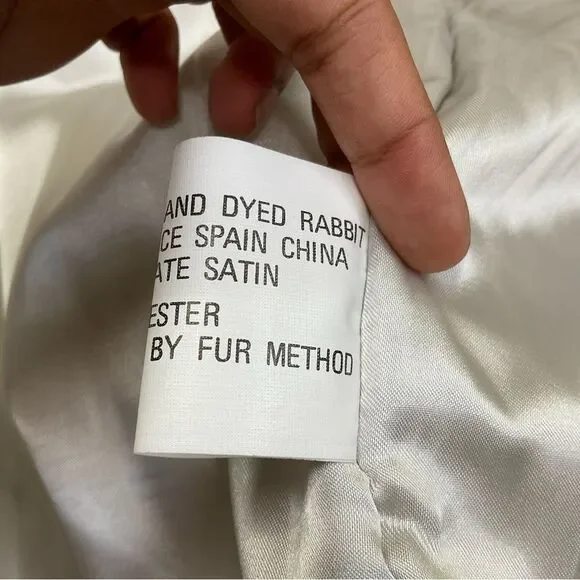 AND DYED RABBIT
CE SPAIN CHINA
ATE SATIN
ESTER
BY FUR METHOD